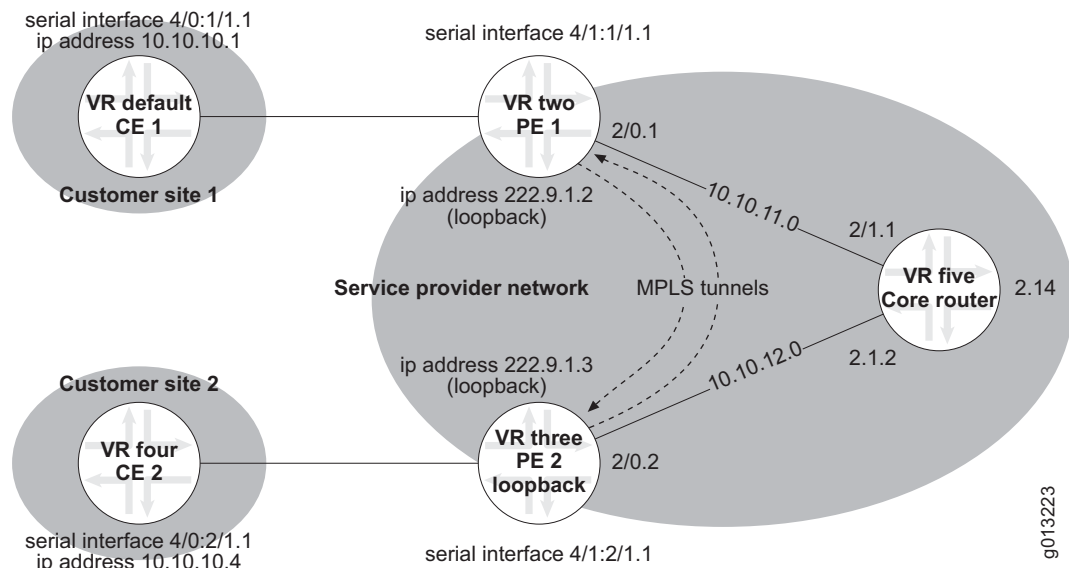 serial interface 4/0:1/1.1
ip address 10.10.10.1
VR default
CE 1
Customer site 1
serial interface 4/1:1/1.1
VR two
PE 1
2/0.1
ip address 222.9.1.2
(loopback)
10.10.11.0
2/1.1
VR five
Core router
2.14
Service provider network
MPLS tunnels
ip address 222.9.1.3
(loopback)
10.10.12.0
2.1.2
Customer site 2
VR four
CE 2
VR three
PE 2
loopback
2/0.2
serial interface 4/0:2/1.1
ip address 10.10.10.4
serial interface 4/1:2/1.1
g013223